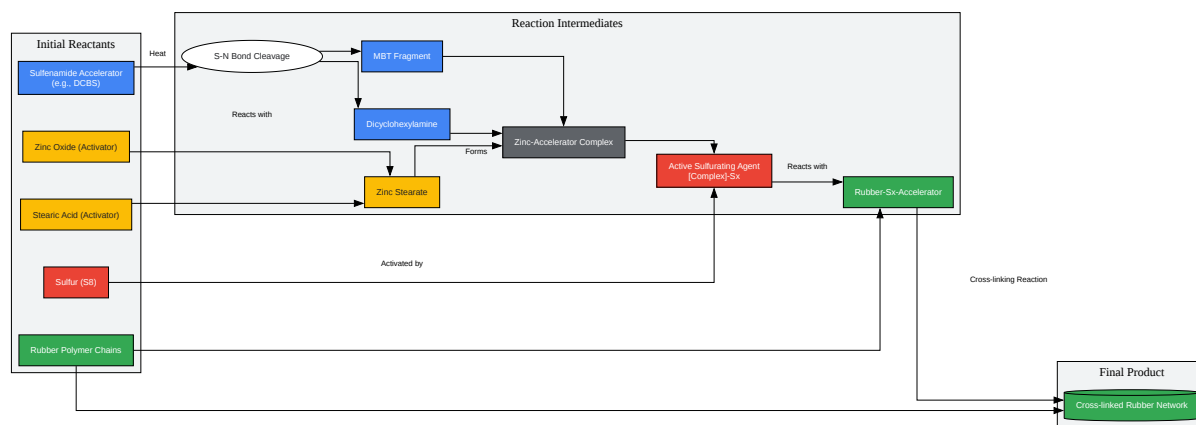 Reaction Intermediates
Initial Reactants
Heat
S-N Bond Cleavage
MBT Fragment
Sulfenamide Accelerator
(e.g., DCBS)
Reacts with
Dicyclohexylamine
Zinc Oxide (Activator)
Zinc-Accelerator Complex
Forms
Active Sulfurating Agent
[Complex]-Sx
Reacts with
Zinc Stearate
Rubber-Sx-Accelerator
Stearic Acid (Activator)
Activated by
Sulfur (S8)
Cross-linking Reaction
Rubber Polymer Chains
Final Product
Cross-linked Rubber Network